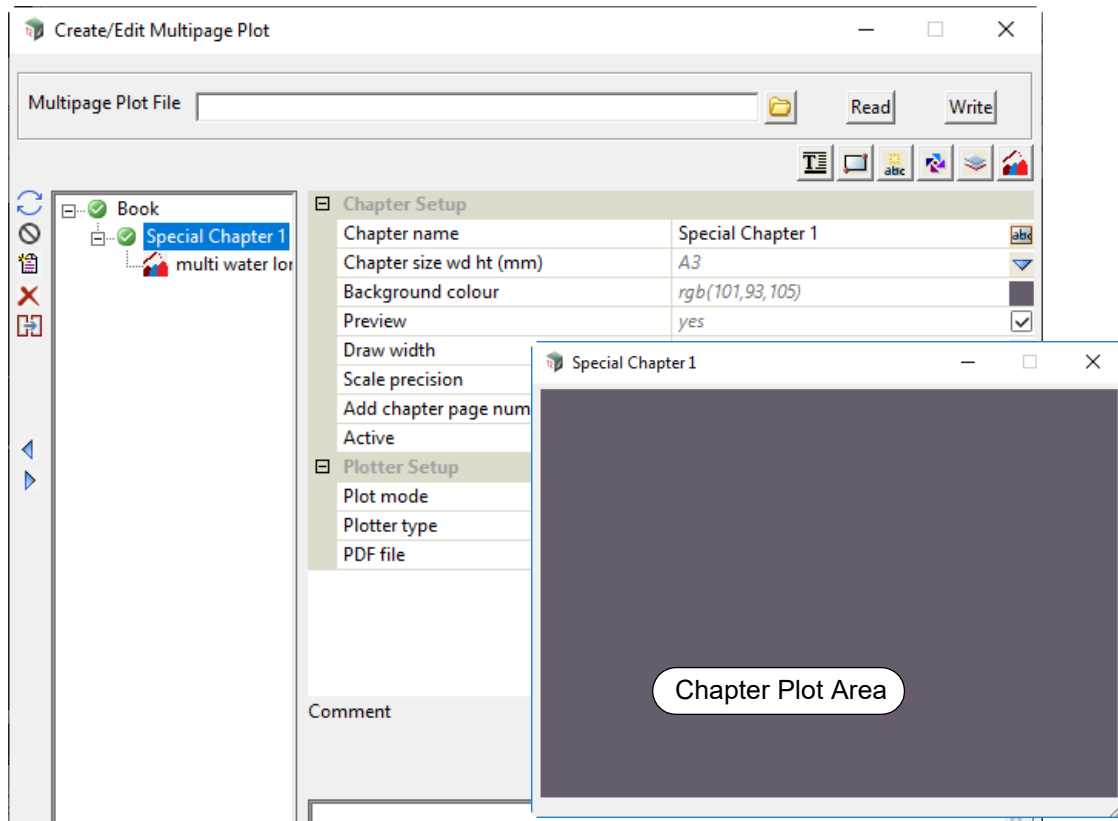 Create/Edit Multipage Plot
Multipage Plot File
Read
Write
T
abc
Book
Special Chapter 1
multi water lor
Chapter Setup
Chapter name Special Chapter 1 abc
Chapter size wd ht (mm) A3
Background colour rgb(101,93,105)
Preview yes
Draw width
Scale precision
Add chapter page num
Active
Plotter Setup
Plot mode
Plotter type
PDF file
Comment
Special Chapter 1
Chapter Plot Area